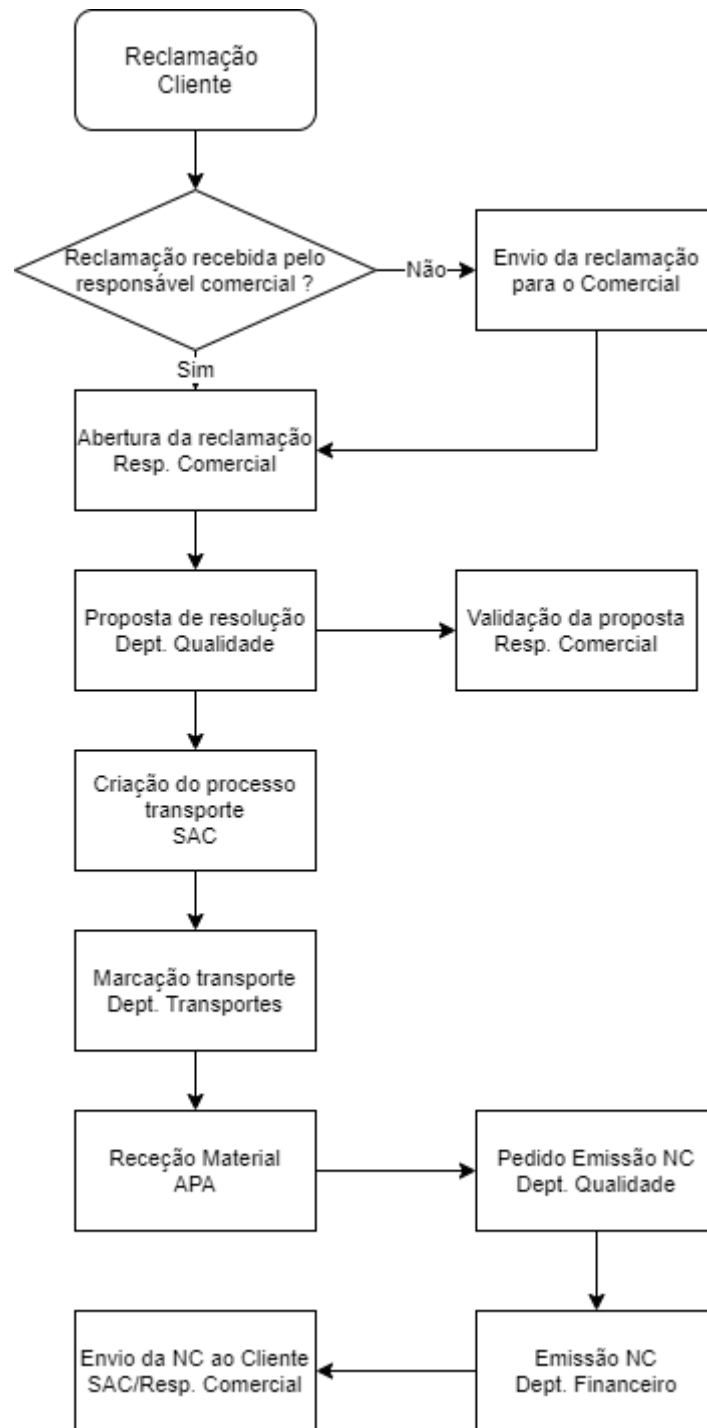 Reclamação
Cliente
Reclamação recebida pelo
responsável comercial ?
Não
Envio da reclamação
para o Comercial
Sim
Abertura da reclamação
Resp. Comercial
Proposta de resolução
Dept. Qualidade
Validação da proposta
Resp. Comercial
Criação do processo
transporte
SAC
Marcação transporte
Dept. Transportes
Receção Material
APA
Pedido Emissão NC
Dept. Qualidade
Emissão NC
Dept. Financeiro
Envio da NC ao Cliente
SAC/Resp. Comercial